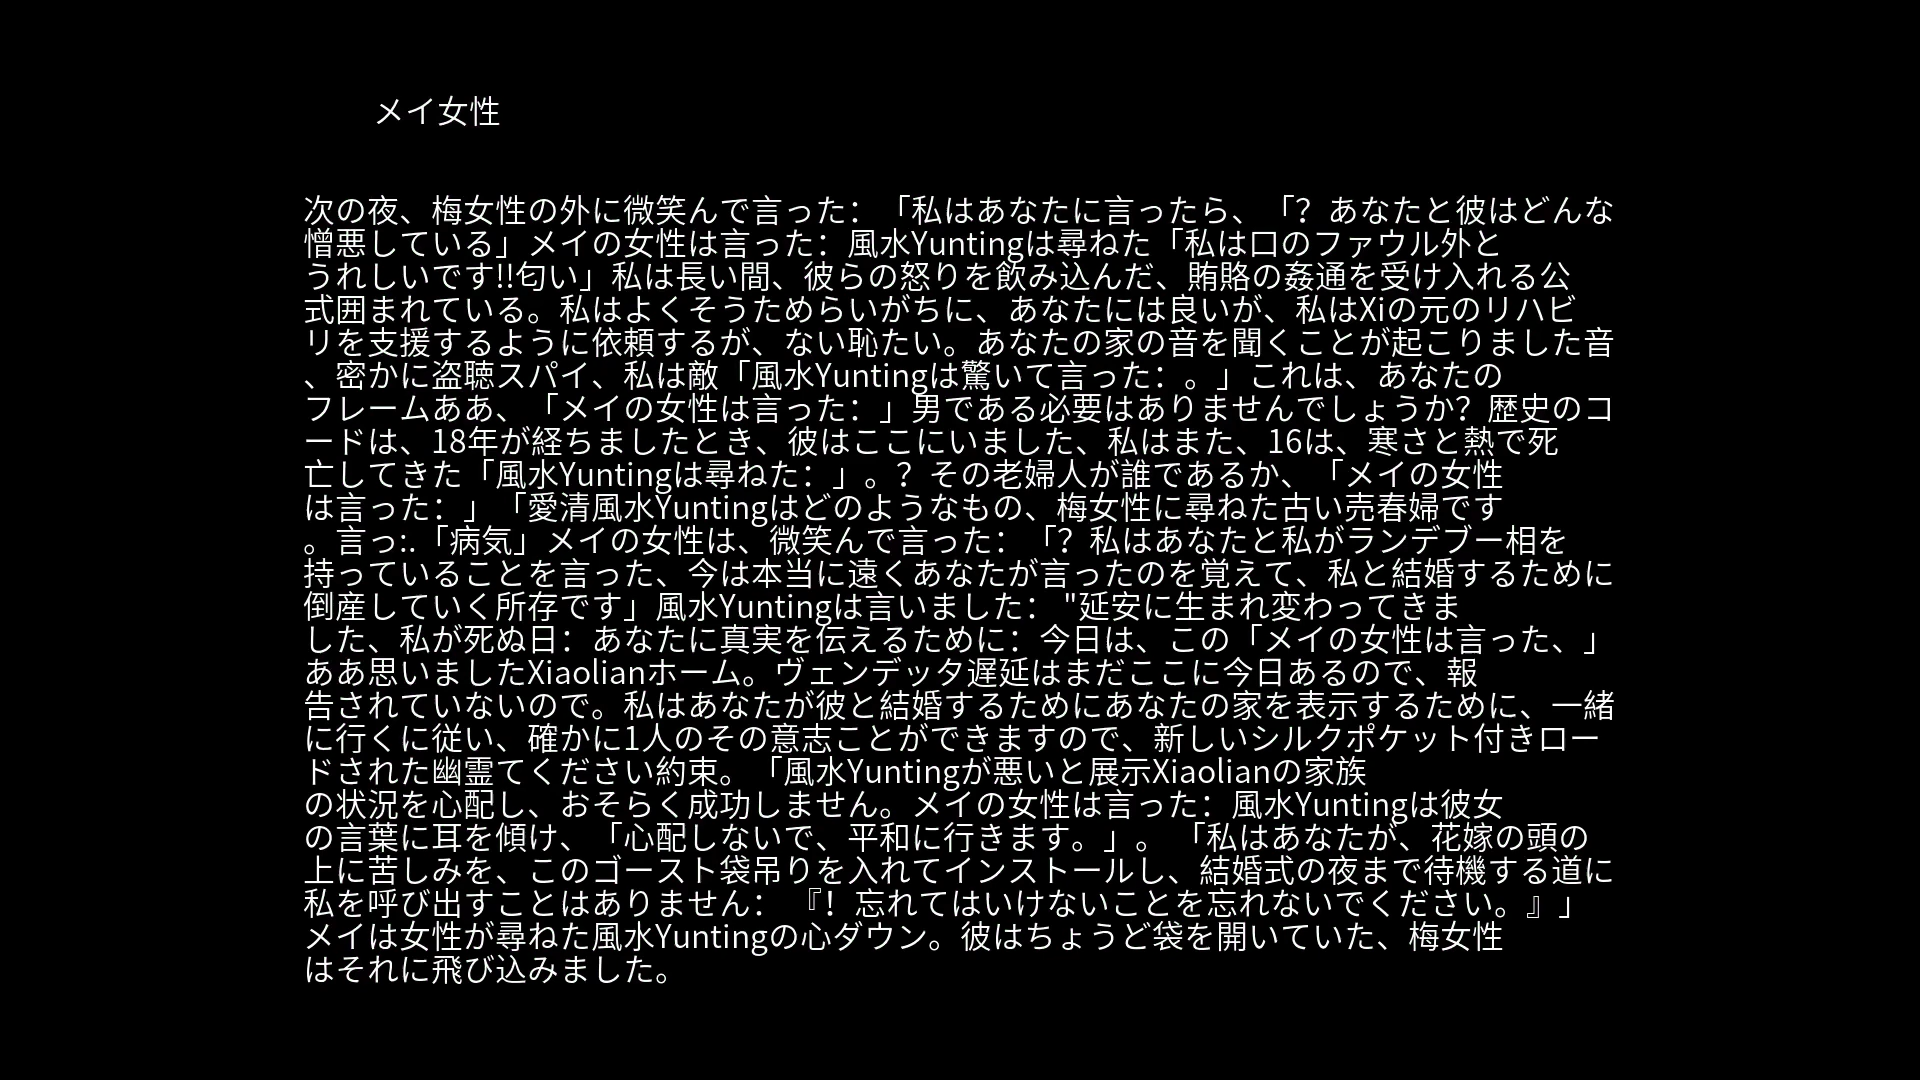 メイ女性
次の夜、梅女性の外に微笑んで言った：「私はあなたに言ったら、「？あなたと彼はどんな
憎悪している」メイの女性は言った：風水Yuntingは尋ねた「私は口のファウル外と
うれしいです!!匂い」私は長い間、彼らの怒りを飲み込んだ、賄賂の姦通を受け入れる公
式囲まれている。私はよくそうためらいがちに、あなたには良いが、私はXiの元のリハビ
リを支援するように依頼するが、ない恥たい。あなたの家の音を聞くことが起こりました音
、密かに盗聴スパイ、私は敵「風水Yuntingは驚いて言った：。」これは、あなたの
フレームああ、「メイの女性は言った：」男である必要はありませんでしょうか？歴史のコ
ードは、18年が経ちましたとき、彼はここにいました、私はまた、16は、寒さと熱で死
亡してきた「風水Yuntingは尋ねた：」。？その老婦人が誰であるか、「メイの女性
は言った：」「愛清風水Yuntingはどのようなもの、梅女性に尋ねた古い売春婦です
。言っ:.「病気」メイの女性は、微笑んで言った：「？私はあなたと私がランデブー相を
持っていることを言った、今は本当に遠くあなたが言ったのを覚えて、私と結婚するために
倒産していく所存です」風水Yuntingは言いました： "延安に生まれ変わってきま
した、私が死ぬ日：あなたに真実を伝えるために：今日は、この「メイの女性は言った、」
ああ思いましたXiaolianホーム。ヴェンデッタ遅延はまだここに今日あるので、報
告されていないので。私はあなたが彼と結婚するためにあなたの家を表示するために、一緒
に行くに従い、確かに1人のその意志ことができますので、新しいシルクポケット付きロー
ドされた幽霊てください約束。「風水Yuntingが悪いと展示Xiaolianの家族
の状況を心配し、おそらく成功しません。メイの女性は言った：風水Yuntingは彼女
の言葉に耳を傾け、「心配しないで、平和に行きます。」。「私はあなたが、花嫁の頭の
上に苦しみを、このゴースト袋吊りを入れてインストールし、結婚式の夜まで待機する道に
私を呼び出すことはありません：『！忘れてはいけないことを忘れないでください。』」
メイは女性が尋ねた風水Yuntingの心ダウン。彼はちょうど袋を開いていた、梅女性
はそれに飛び込みました。